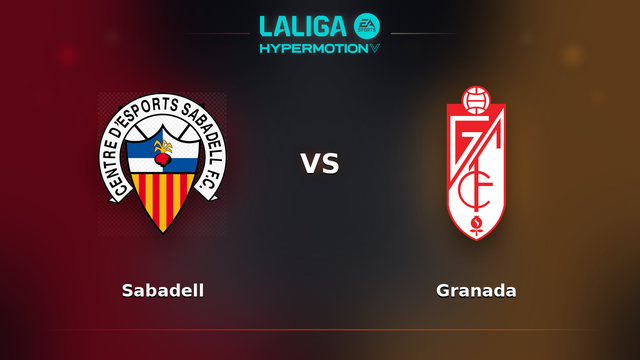 LALIGA EA SPORTS
HYPERMOTION V
CENTRE D'ESPORTS SABADELL F.C.
VS
Sabadell
Granada